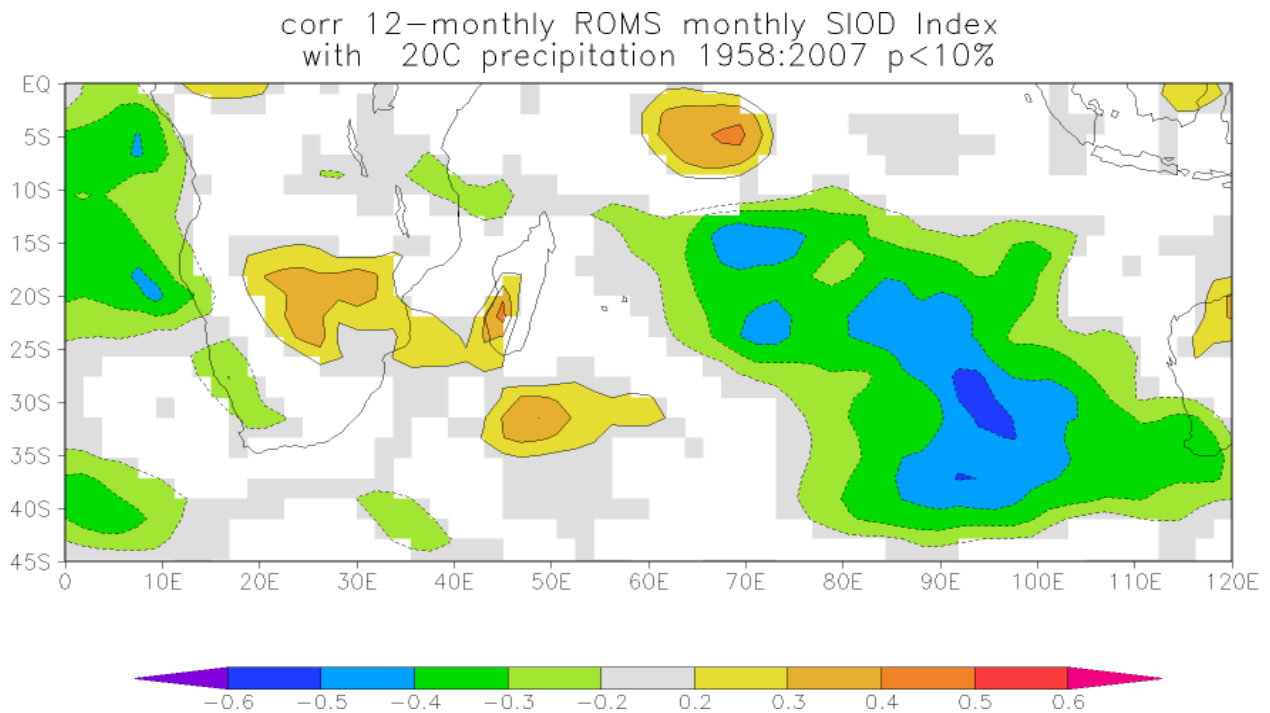 corr 12-monthly ROMS monthly SIOD Index
with 20C precipitation 1958:2007 p<10%
EQ
5S
10S
15S
20S
25S
30S
35S
40S
45S
0 10E 20E 30E 40E 50E 60E 70E 80E 90E 100E 110E 120E
-0.6 -0.5 -0.4 -0.3 -0.2 0.2 0.3 0.4 0.5 0.6